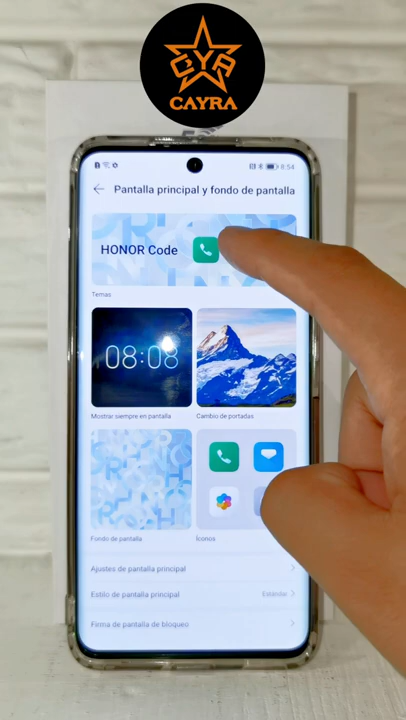 CYR
CAYRA
8:54
Pantalla principal y fondo de pantalla
HONOR Code
Temas
08:08
Mostrar siempre en pantalla
Cambio de portadas
Fondo de pantalla
Iconos
Ajustes de pantalla principal
Estilo de pantalla principal
Estándar
Firma de pantalla de bloqueo